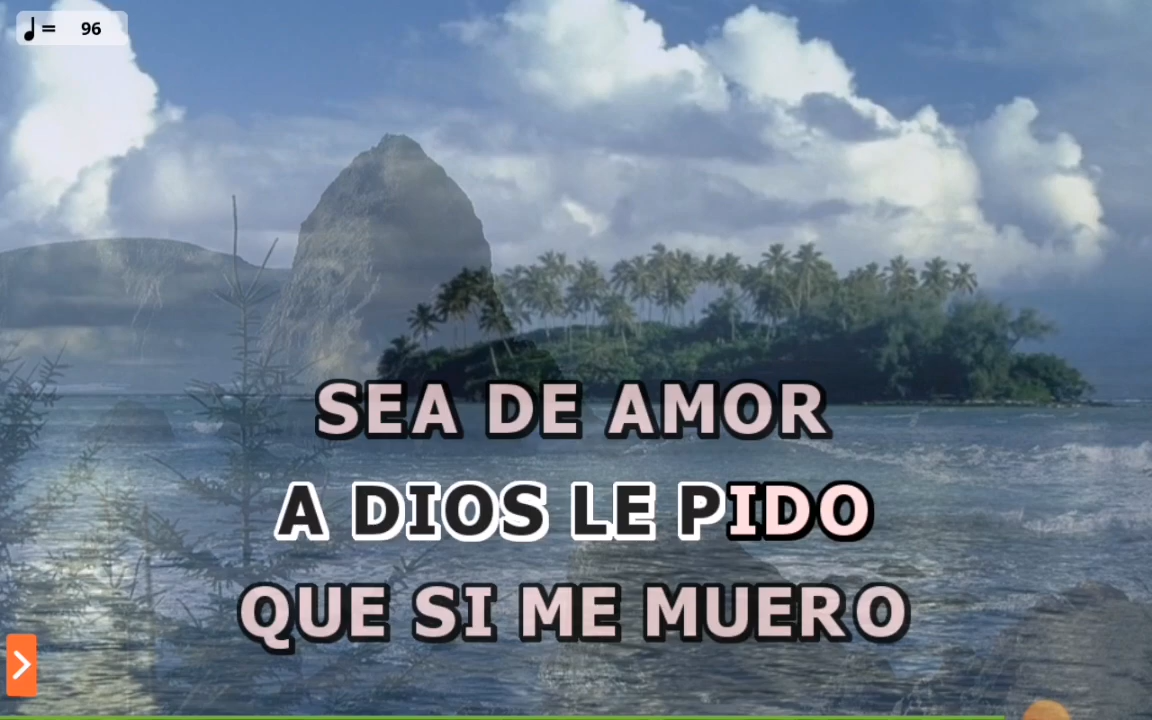 ♩= 96
SEA DE AMOR
A DIOS LE PIDO
QUE SI ME MUERO